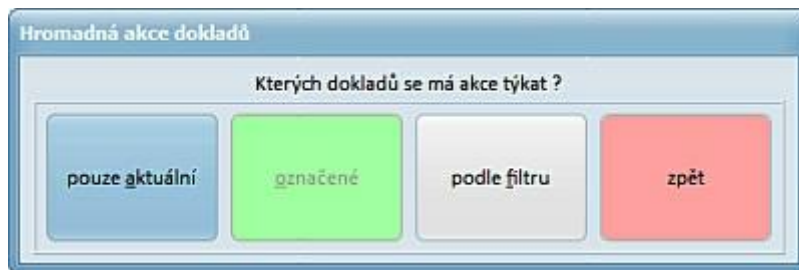 Hromadná akce dokladů
Kterých dokladů se má akce týkat ?
pouze aktuální
označené
podle filtru
zpět